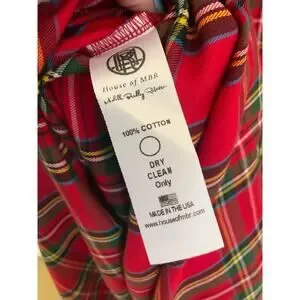 House of MBR
100% COTTON
DRY
CLEAN
Only
MADE IN THE USA
www.houseofmbr.com